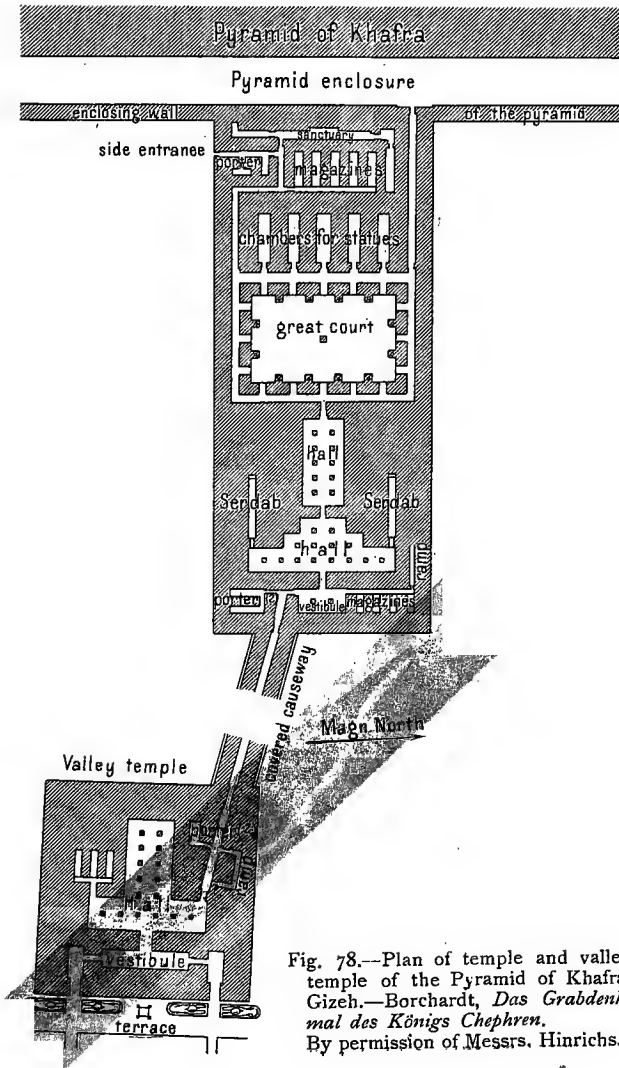 Pyramid of Khafra
Pyramid enclosure
enclosing wall
of the pyramid
sanctuary
side entrance
porter
magazines
chambers for statues
great court
hall
Serdab
Serdab
hall
ramp
porter
[?]
vestibule
magazines
covered causeway
Magn North
Valley temple
porter
ramp
Hall
vestibule
terrace
Fig. 78.—Plan of temple and valle
temple of the Pyramid of Khafra
Gizeh.—Borchardt, Das Grabdenk
mal des Königs Chephren.
By permission of Messrs. Hinrichs.